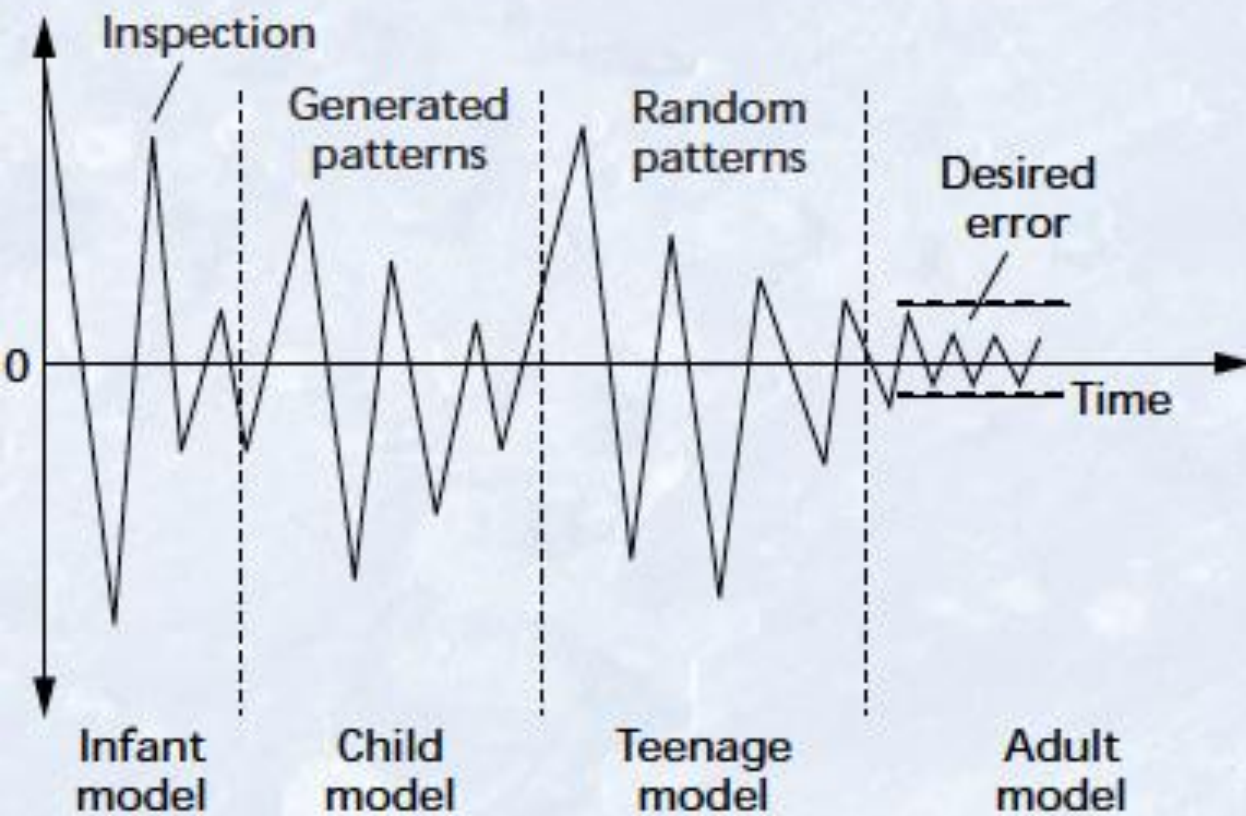 Inspection
Generated
patterns
Random
patterns
Desired
error
0
Time
Infant
model
Child
model
Teenage
model
Adult
model